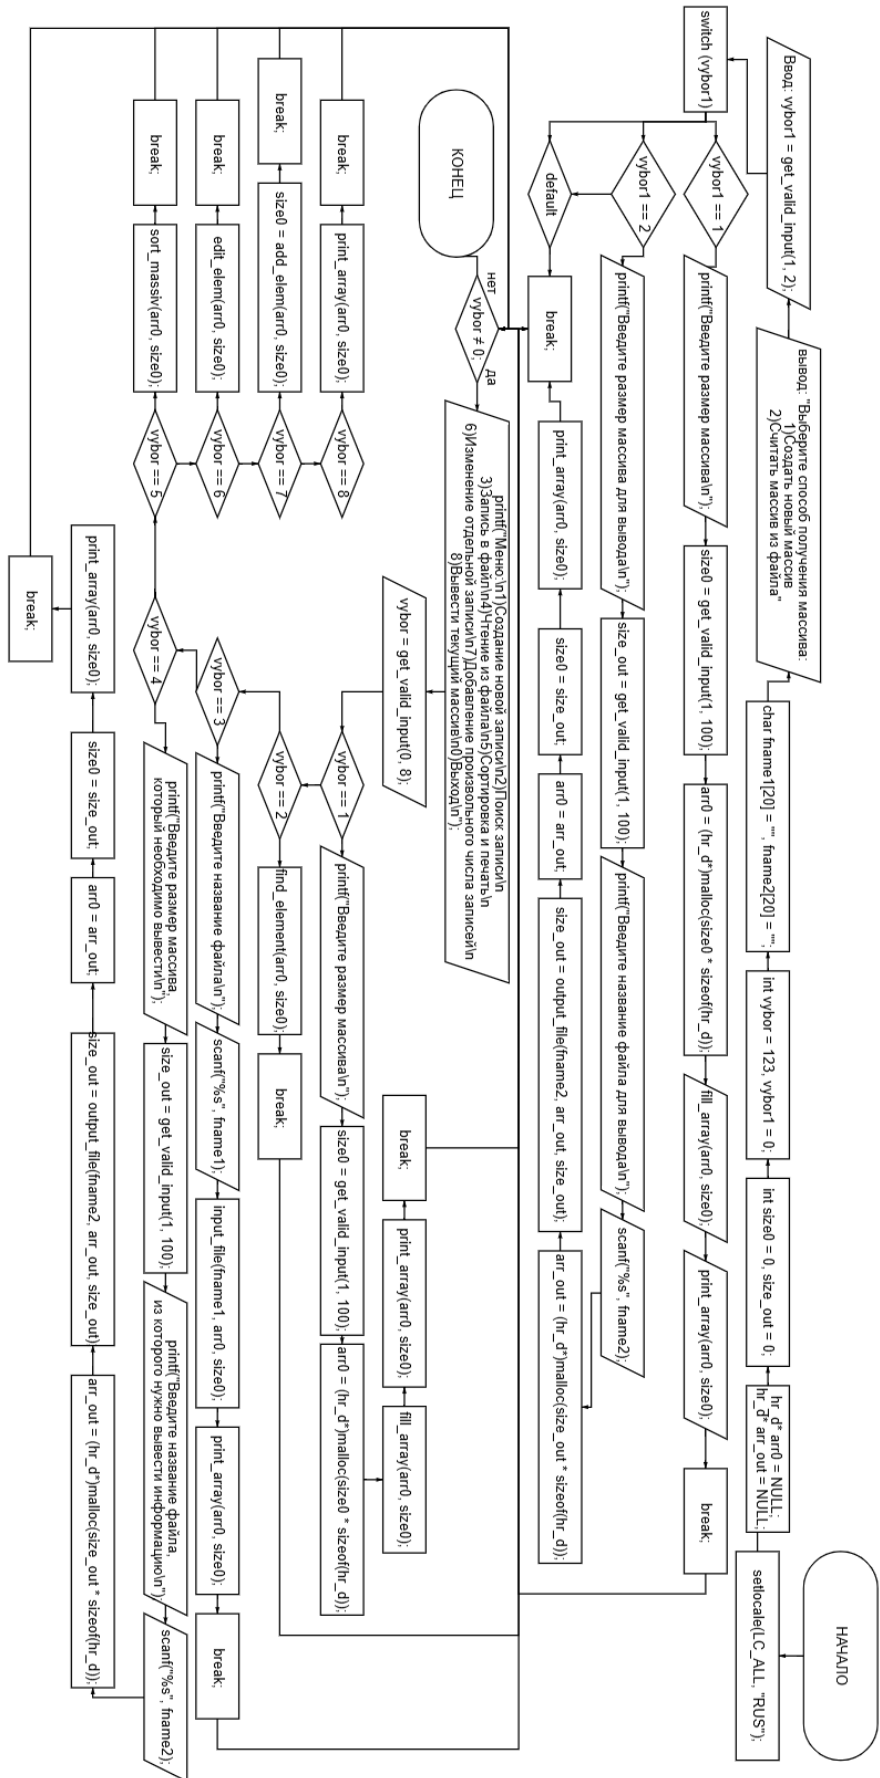 НАЧАЛО
setlocale(LC_ALL, "RUS");
hr_d* arr0 = NULL;
hr_d* arr_out = NULL;
int size0 = 0, size_out = 0;
int vybor = 123, vybor1 = 0;
char fname1[20] = "", fname2[20] = "";
вывод: "Выберите способ получения массива:
1)Создать новый массив
2)Считать массив из файла"
Ввод: vybor1 = get_valid_input(1, 2);
switch (vybor1)
vybor1 == 1
printf("Введите размер массива\n");
size0 = get_valid_input(1, 100);
arr0 = (hr_d*)malloc(size0 * sizeof(hr_d));
fill_array(arr0, size0);
print_array(arr0, size0);
break;
vybor1 == 2
printf("Введите размер массива для вывода\n");
size_out = get_valid_input(1, 100);
printf("Введите название файла для вывода\n");
scanf("%s", fname2);
arr_out = (hr_d*)malloc(size_out * sizeof(hr_d));
size_out = output_file(fname2, arr_out, size_out);
arr0 = arr_out;
size0 = size_out;
print_array(arr0, size0);
break;
default
КОНЕЦ
нет
vybor ≠ 0;
да
printf("Меню:\n1)Создание новой записи\n2)Поиск записи\n
3)Запись в файл\n4)Чтение из файла\n5)Сортировка и печать\n
6)Изменение отдельной записи\n7)Добавление произвольного числа записей\n
8)Вывести текущий массив\n0)Выход\n");
vybor = get_valid_input(0, 8);
vybor == 1
printf("Введите размер массива\n");
size0 = get_valid_input(1, 100);
arr0 = (hr_d*)malloc(size0 * sizeof(hr_d));
fill_array(arr0, size0);
print_array(arr0, size0);
break;
vybor == 2
find_element(arr0, size0);
break;
vybor == 3
printf("Введите название файла\n");
scanf("%s", fname1);
input_file(fname1, arr0, size0);
print_array(arr0, size0);
break;
vybor == 4
printf("Введите размер массива,
который необходимо вывести\n");
size_out = get_valid_input(1, 100);
printf("Введите название файла,
из которого нужно вывести информацию\n");
scanf("%s", fname2);
arr_out = (hr_d*)malloc(size_out * sizeof(hr_d));
size_out = output_file(fname2, arr_out, size_out)
arr0 = arr_out;
size0 = size_out;
print_array(arr0, size0);
break;
vybor == 5
sort_massiv(arr0, size0);
break;
vybor == 6
edit_elem(arr0, size0);
break;
vybor == 7
size0 = add_elem(arr0, size0);
break;
vybor == 8
print_array(arr0, size0);
break;